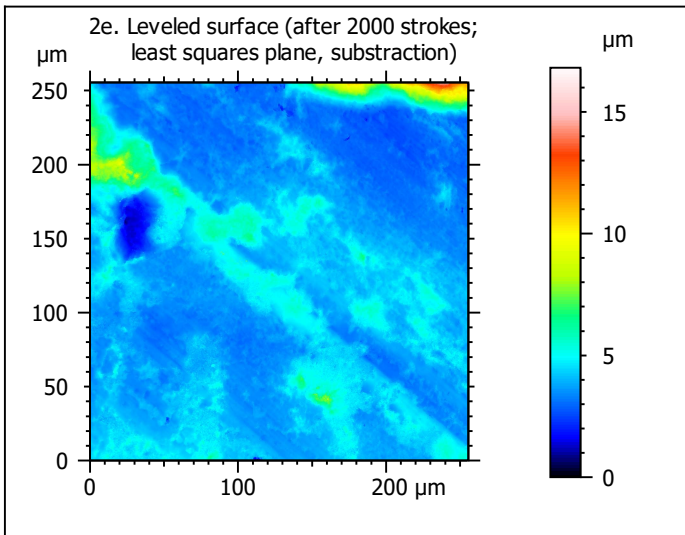 2e. Leveled surface (after 2000 strokes;
least squares plane, substraction)
µm
µm
250
200
150
100
50
0
0
100
200
µm
15
10
5
0